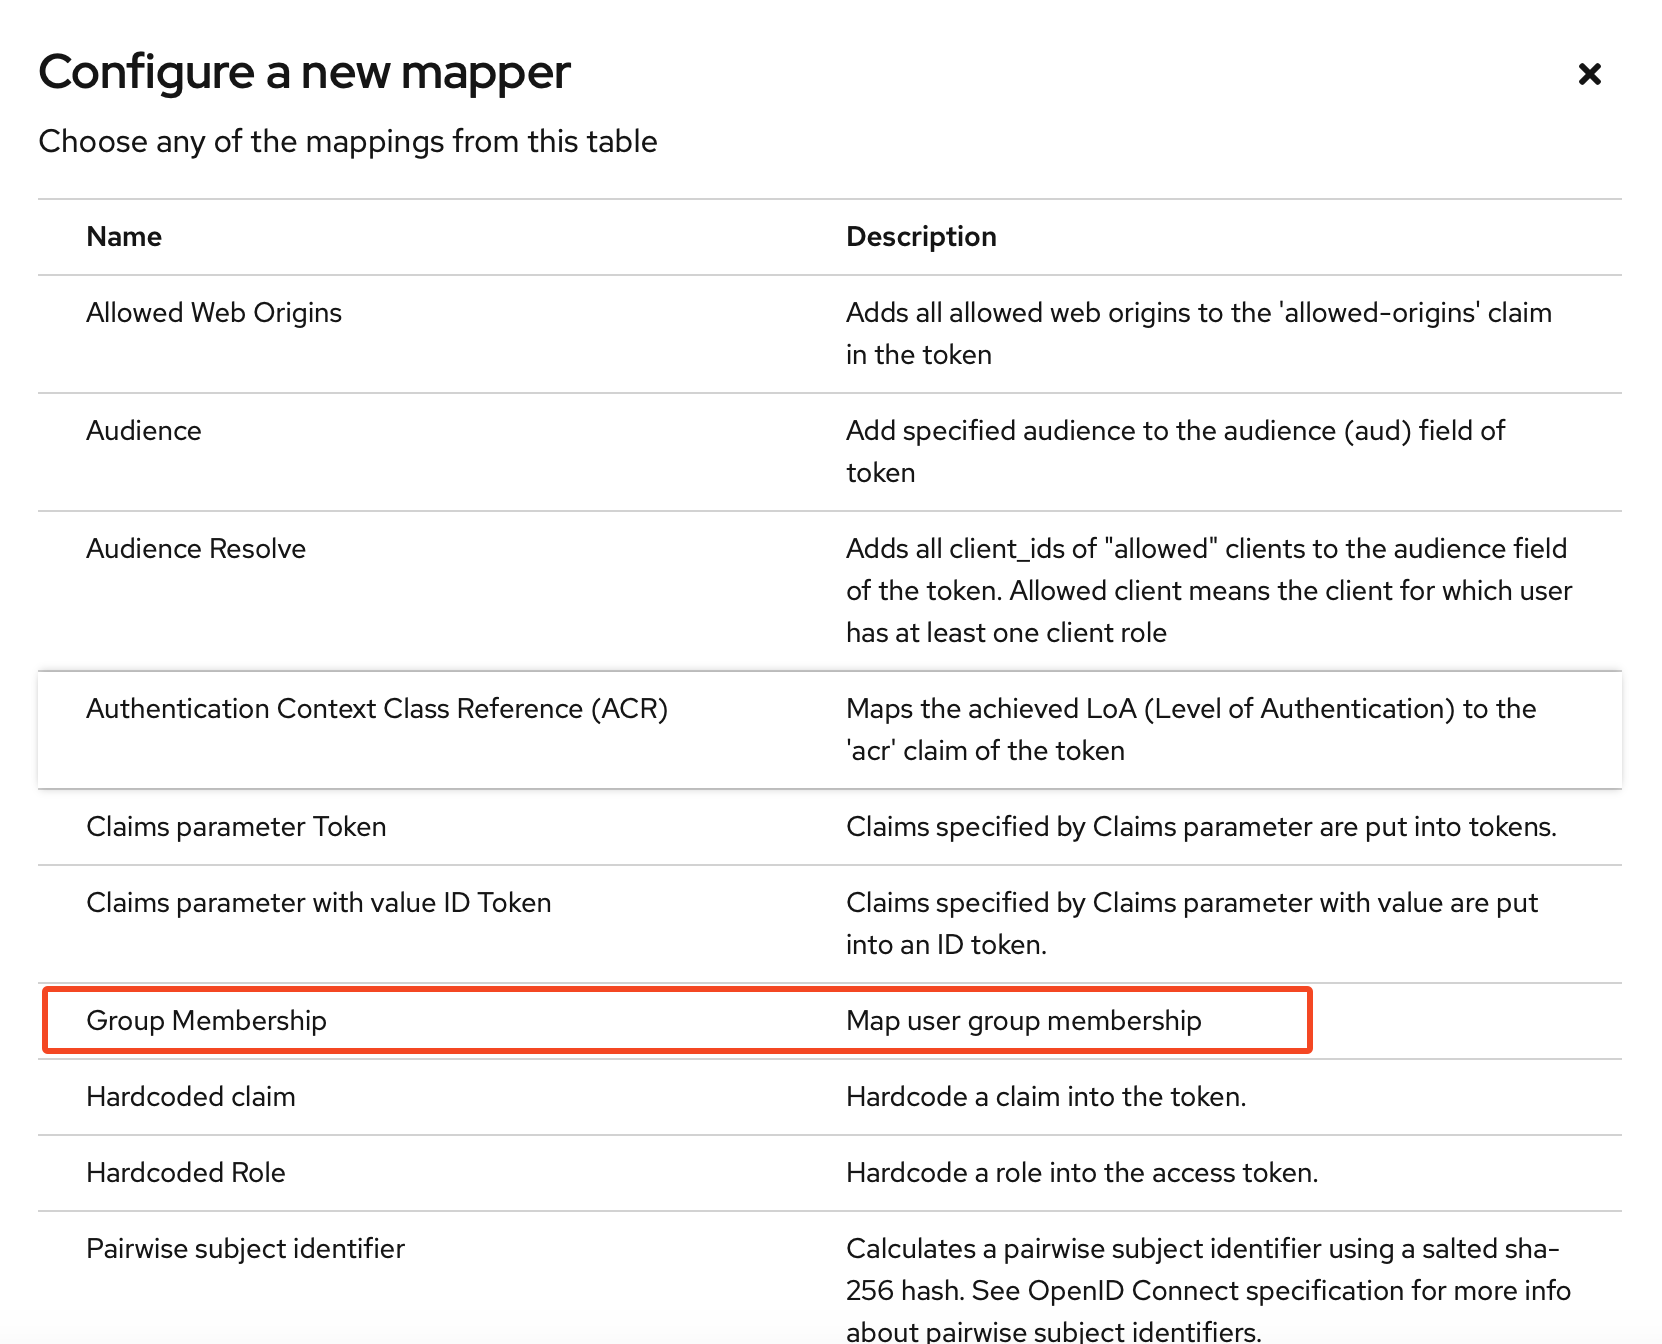 Configure a new mapper
Choose any of the mappings from this table
Name
Description
Allowed Web Origins
Adds all allowed web origins to the 'allowed-origins' claim
in the token
Audience
Add specified audience to the audience (aud) field of
token
Audience Resolve
Adds all client_ids of "allowed" clients to the audience field
of the token. Allowed client means the client for which user
has at least one client role
Authentication Context Class Reference (ACR)
Maps the achieved LoA (Level of Authentication) to the
'acr' claim of the token
Claims parameter Token
Claims specified by Claims parameter are put into tokens.
Claims parameter with value ID Token
Claims specified by Claims parameter with value are put
into an ID token.
Group Membership
Map user group membership
Hardcoded claim
Hardcode a claim into the token.
Hardcoded Role
Hardcode a role into the access token.
Pairwise subject identifier
Calculates a pairwise subject identifier using a salted sha-
256 hash. See OpenID Connect specification for more info
about pairwise subject identifiers.